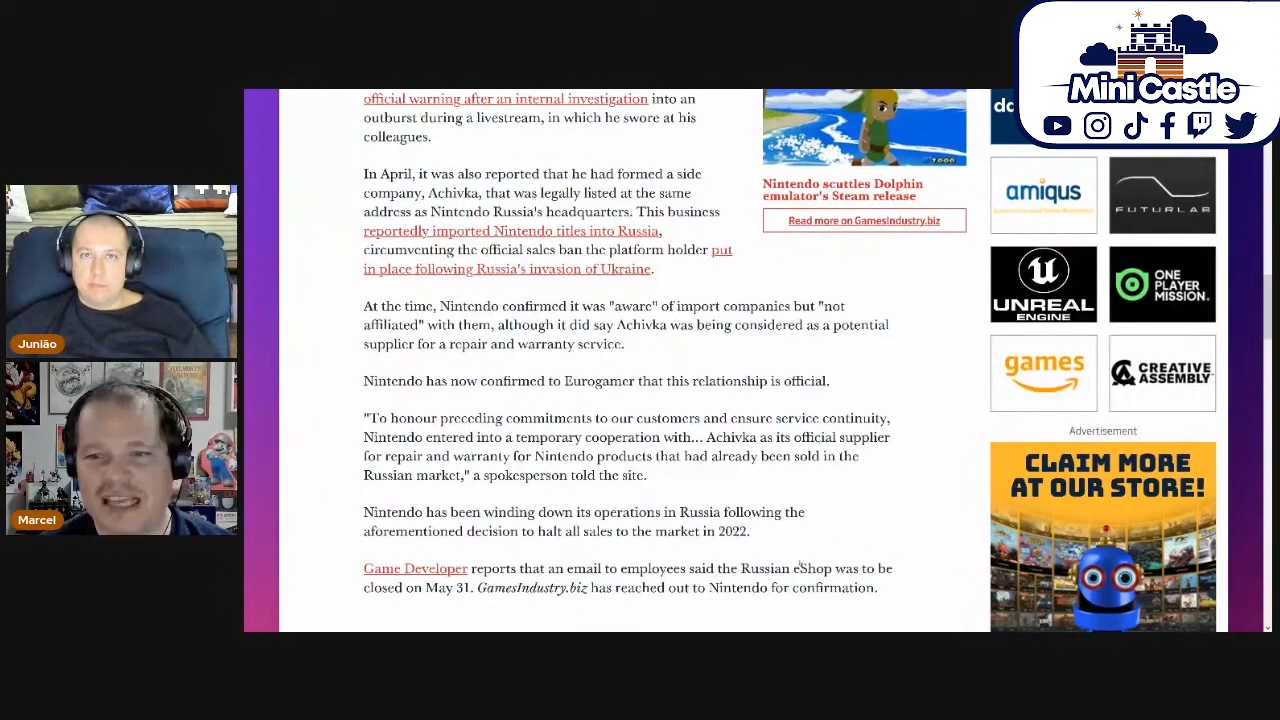 Mini Castle
official warning after an internal investigation into an
outburst during a livestream, in which he swore at his
colleagues.
In April, it was also reported that he had formed a side
company, Achivka, that was legally listed at the same
address as Nintendo Russia's headquarters. This business
reportedly imported Nintendo titles into Russia,
circumventing the official sales ban the platform holder put
in place following Russia's invasion of Ukraine.
At the time, Nintendo confirmed it was "aware" of import companies but "not
affiliated" with them, although it did say Achivka was being considered as a potential
supplier for a repair and warranty service.
Nintendo has now confirmed to Eurogamer that this relationship is official.
"To honour preceding commitments to our customers and ensure service continuity,
Nintendo entered into a temporary cooperation with... Achivka as its official supplier
for repair and warranty for Nintendo products that had already been sold in the
Russian market," a spokesperson told the site.
Nintendo has been winding down its operations in Russia following the
aforementioned decision to halt all sales to the market in 2022.
Game Developer reports that an email to employees said the Russian eShop was to be
closed on May 31. GamesIndustry.biz has reached out to Nintendo for confirmation.
Nintendo scuttles Dolphin
emulator's Steam release
Read more on GamesIndustry.biz
amiqus
FUTURLAB
UNREAL
ENGINE
ONE
PLAYER
MISSION.
games
CREATIVE
ASSEMBLY
Advertisement
CLAIM MORE
AT OUR STORE!
Junião
Marcel